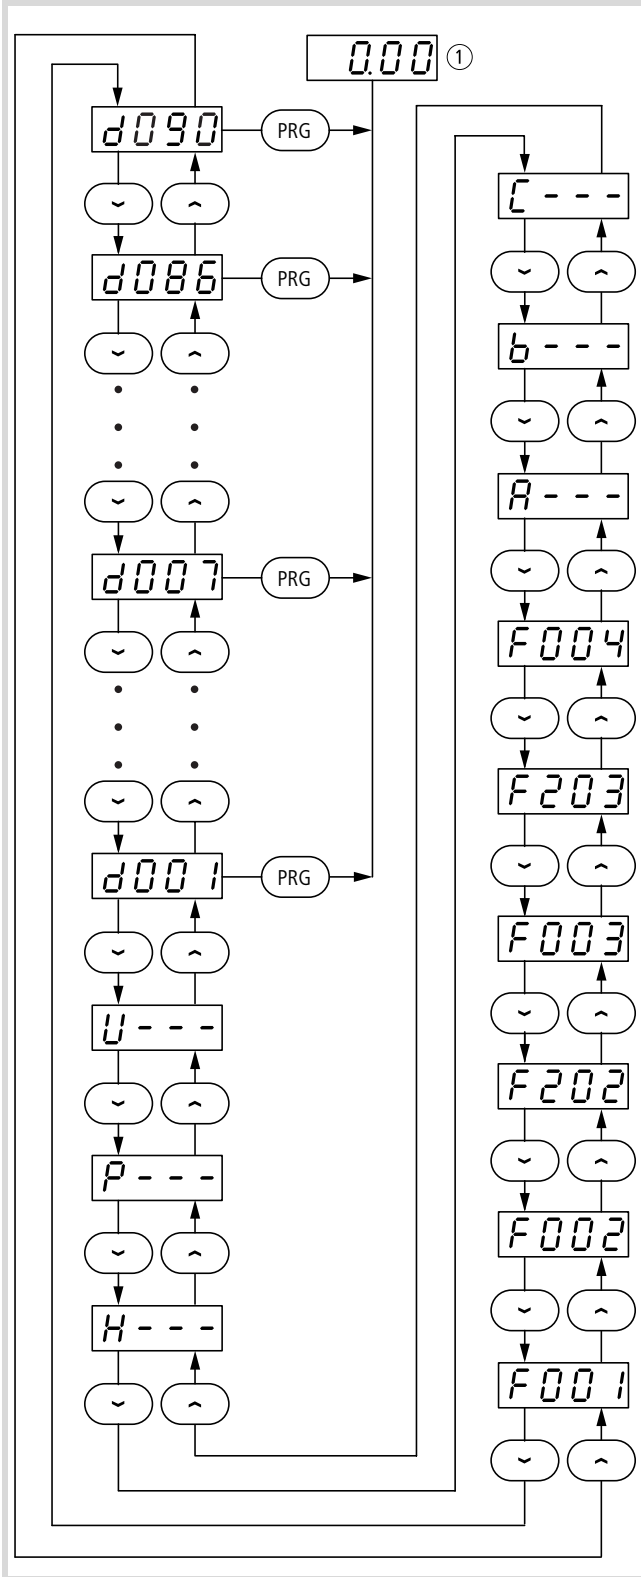 0.00 ①
d090 PRG
d086 PRG
d007 PRG
d001 PRG
U---
P---
H---
C---
b---
A---
F004
F203
F003
F202
F002
F001